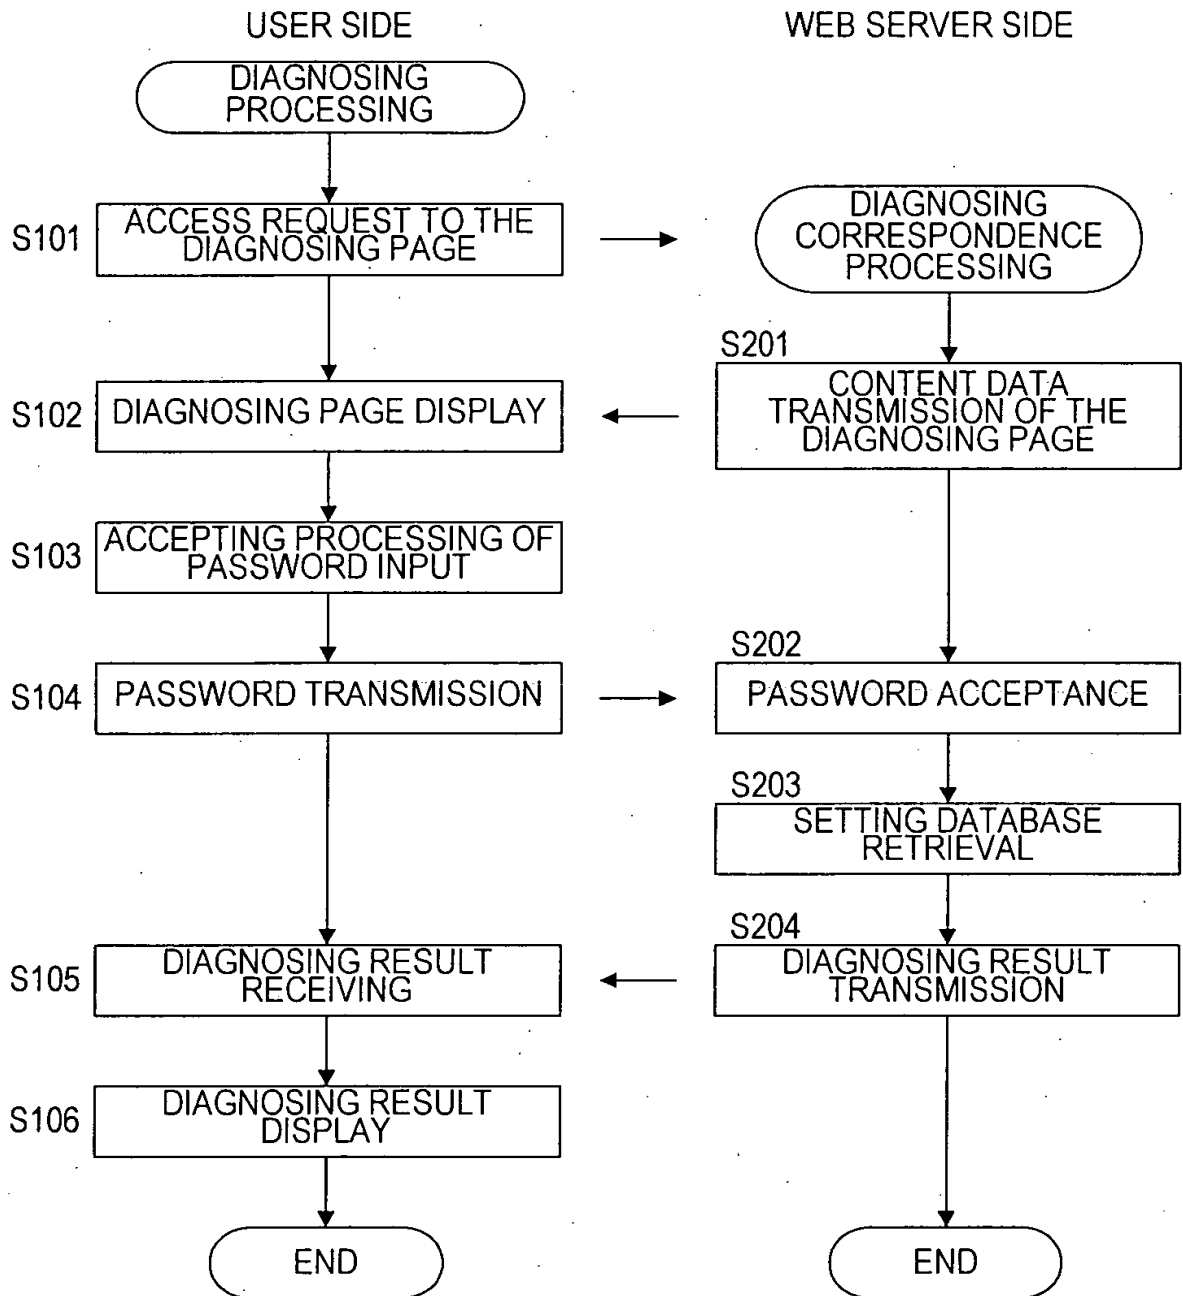 USER SIDE
WEB SERVER SIDE
DIAGNOSING
PROCESSING
S101
ACCESS REQUEST TO THE
DIAGNOSING PAGE
DIAGNOSING
CORRESPONDENCE
PROCESSING
S201
S102
DIAGNOSING PAGE DISPLAY
CONTENT DATA
TRANSMISSION OF THE
DIAGNOSING PAGE
S103
ACCEPTING PROCESSING OF
PASSWORD INPUT
S202
S104
PASSWORD TRANSMISSION
PASSWORD ACCEPTANCE
S203
SETTING DATABASE
RETRIEVAL
S204
S105
DIAGNOSING RESULT
RECEIVING
DIAGNOSING RESULT
TRANSMISSION
S106
DIAGNOSING RESULT
DISPLAY
END
END